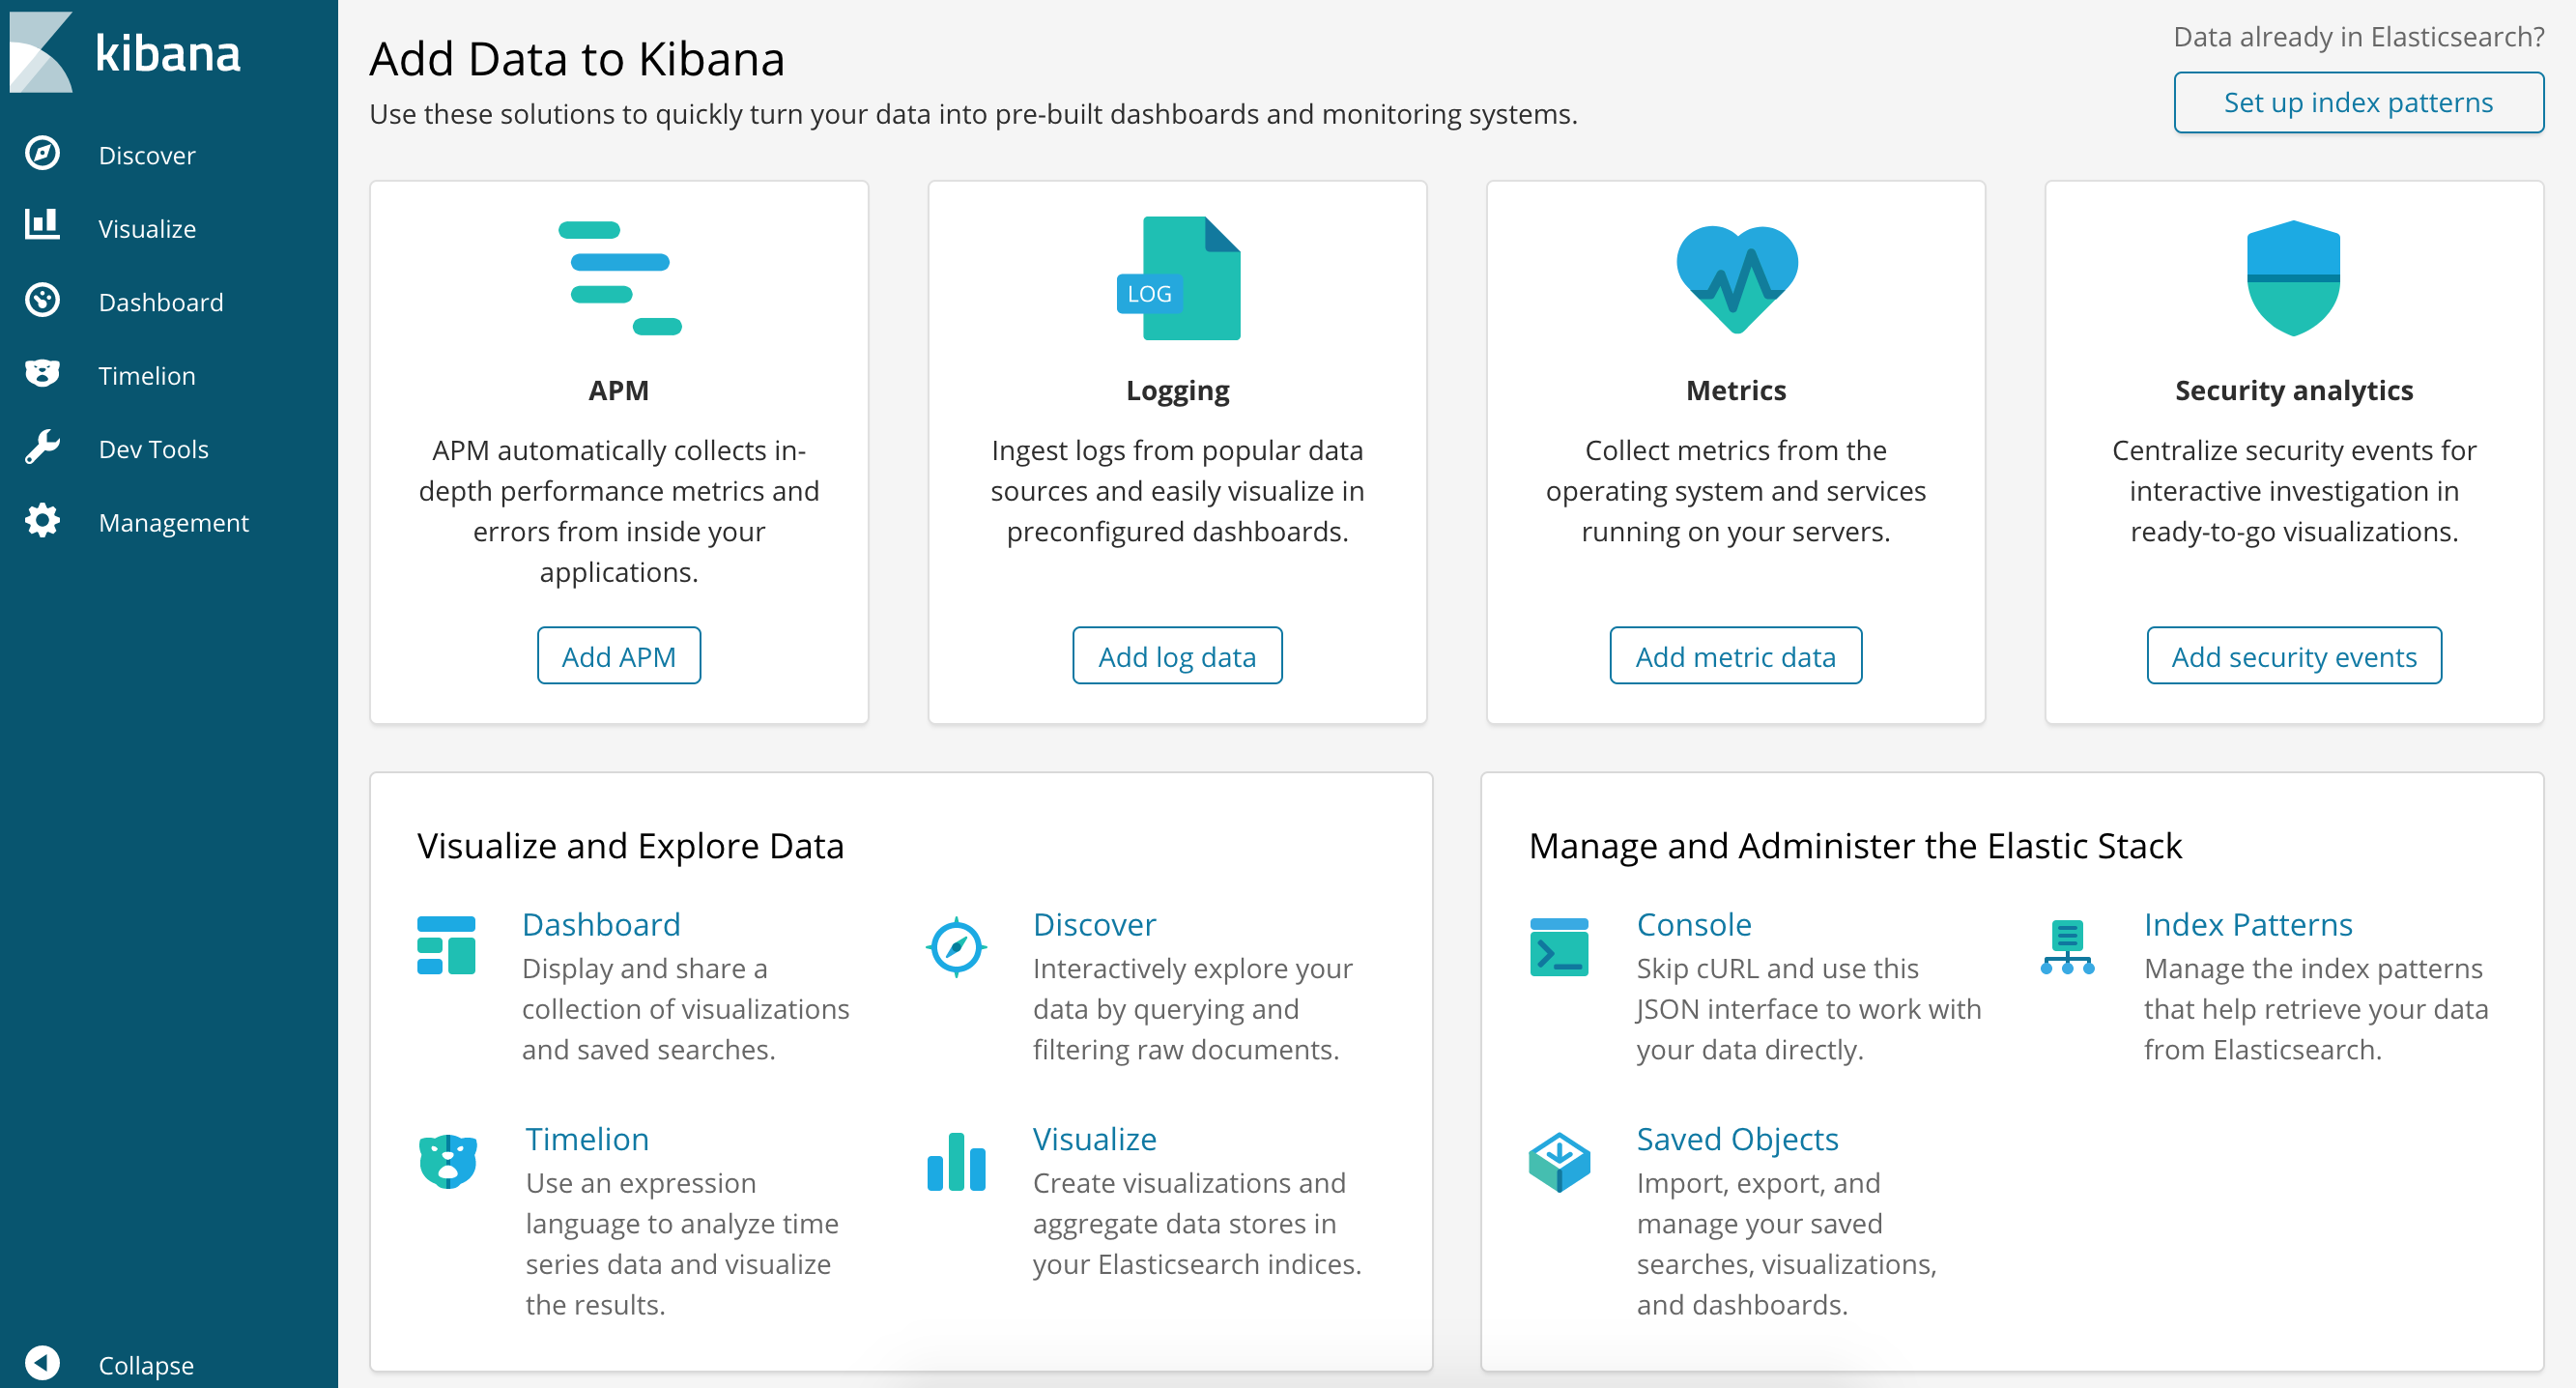 kibana
Discover
Visualize
Dashboard
Timelion
Dev Tools
Management
Collapse
Add Data to Kibana
Use these solutions to quickly turn your data into pre-built dashboards and monitoring systems.
Data already in Elasticsearch?
Set up index patterns
APM
APM automatically collects in-
depth performance metrics and
errors from inside your
applications.
Add APM
LOG
Logging
Ingest logs from popular data
sources and easily visualize in
preconfigured dashboards.
Add log data
Metrics
Collect metrics from the
operating system and services
running on your servers.
Add metric data
Security analytics
Centralize security events for
interactive investigation in
ready-to-go visualizations.
Add security events
Visualize and Explore Data
Dashboard
Display and share a
collection of visualizations
and saved searches.
Discover
Interactively explore your
data by querying and
filtering raw documents.
Timelion
Use an expression
language to analyze time
series data and visualize
the results.
Visualize
Create visualizations and
aggregate data stores in
your Elasticsearch indices.
Manage and Administer the Elastic Stack
Console
Skip cURL and use this
JSON interface to work with
your data directly.
Index Patterns
Manage the index patterns
that help retrieve your data
from Elasticsearch.
Saved Objects
Import, export, and
manage your saved
searches, visualizations,
and dashboards.